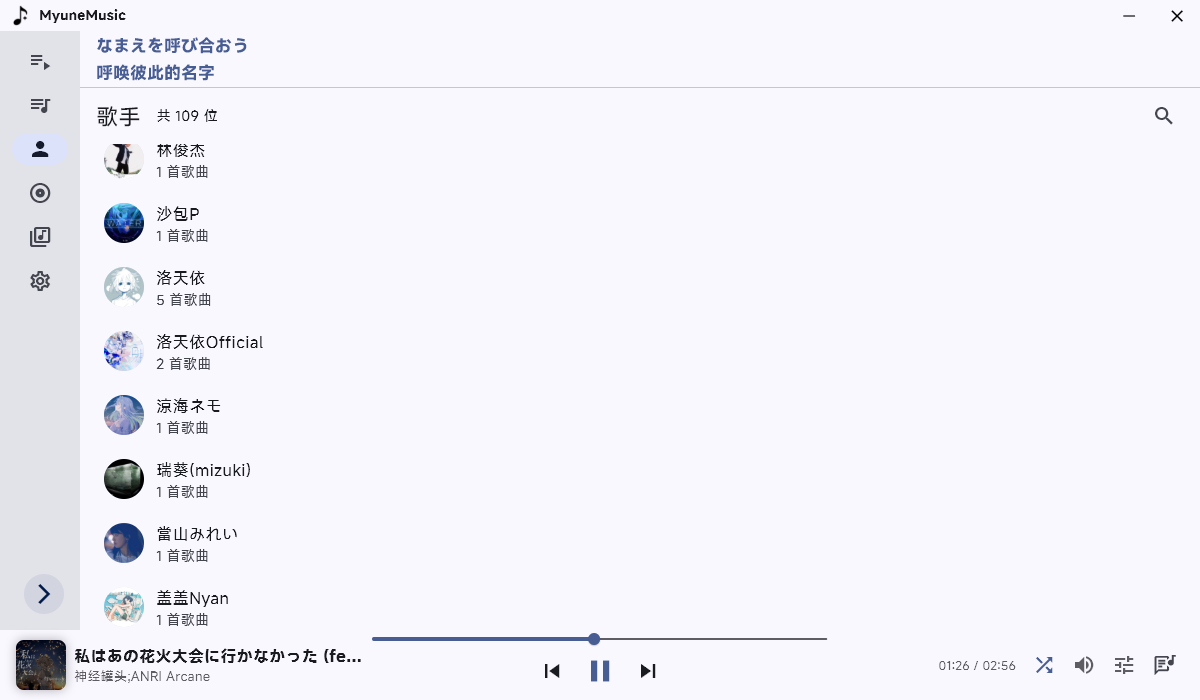 MyuneMusic
なまえを呼び合おう
呼唤彼此的名字
歌手 共 109 位
林俊杰
1 首歌曲
沙包P
1 首歌曲
洛天依
5 首歌曲
洛天依Official
2 首歌曲
涼海ネモ
1 首歌曲
瑞葵(mizuki)
1 首歌曲
當山みれい
1 首歌曲
盖盖Nyan
1 首歌曲
私はあの花火大会に行かなかった (fe...
神经罐头;ANRI Arcane
01:26 / 02:56